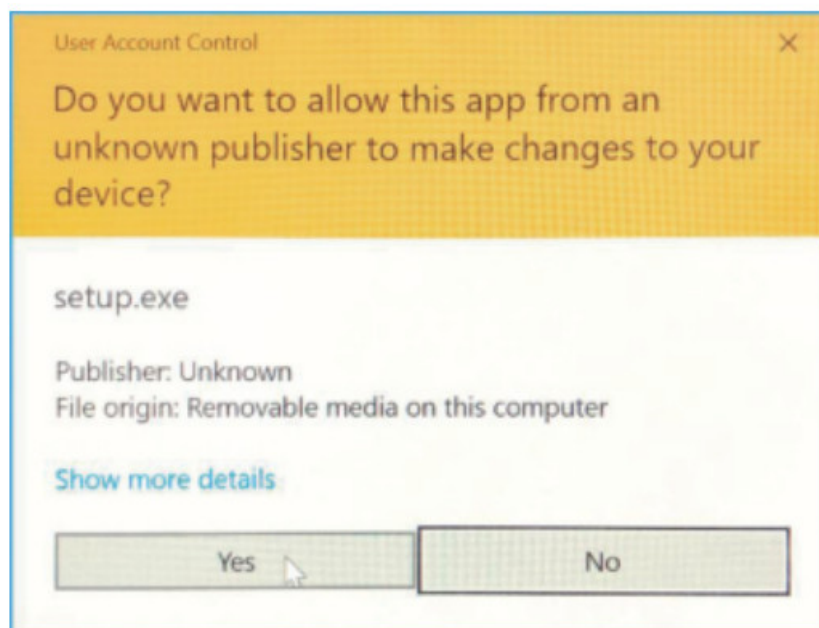 User Account Control
Do you want to allow this app from an
unknown publisher to make changes to your
device?
setup.exe
Publisher: Unknown
File origin: Removable media on this computer
Show more details
Yes
No